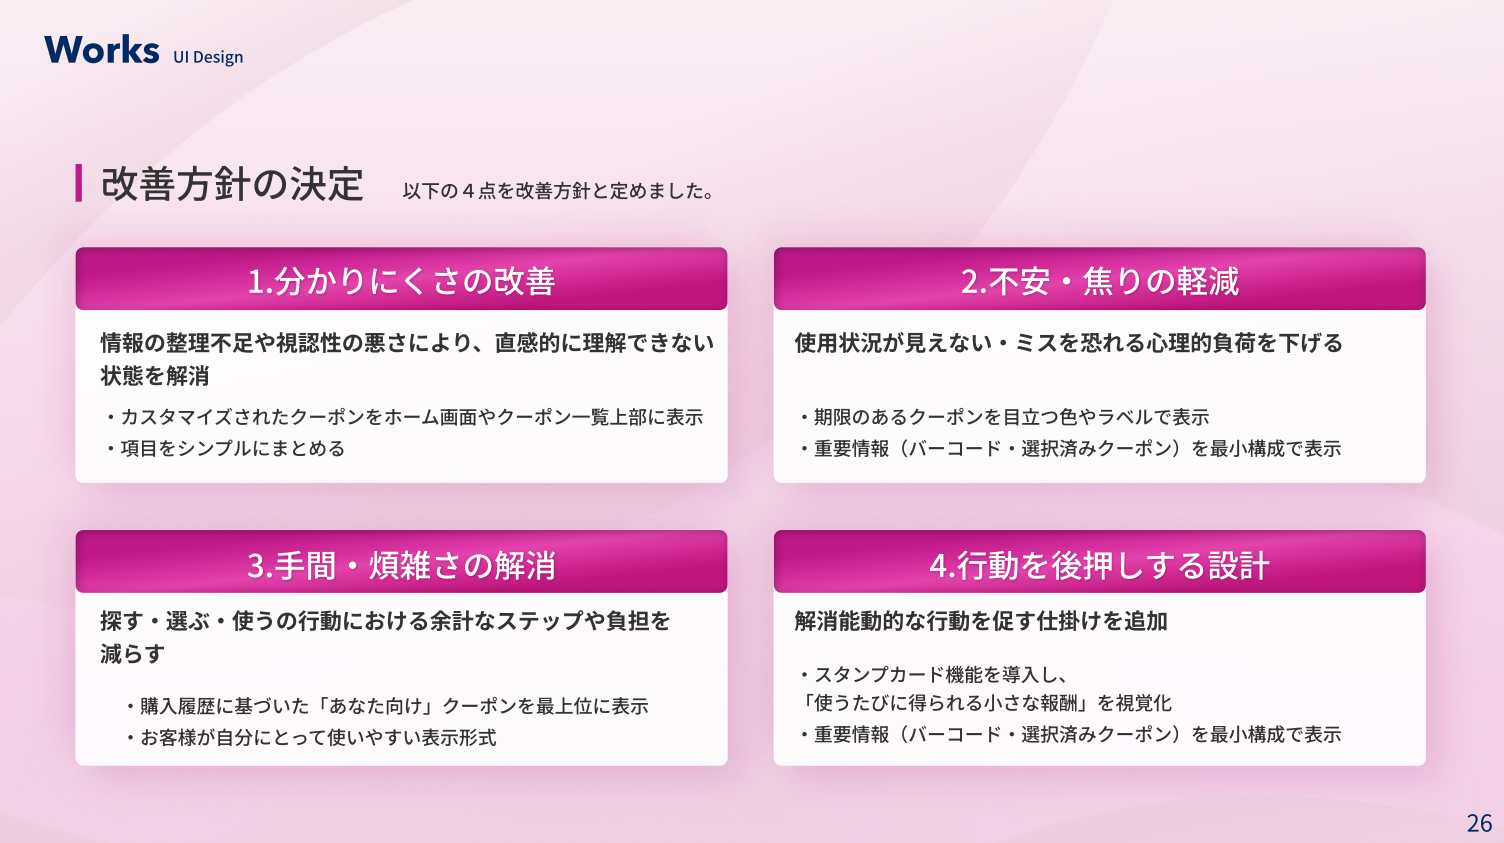 Works UI Design
改善方針の決定 以下の４点を改善方針と定めました。
1.分かりにくさの改善
情報の整理不足や視認性の悪さにより、直感的に理解できない
状態を解消
・カスタマイズされたクーポンをホーム画面やクーポン一覧上部に表示
・項目をシンプルにまとめる
2.不安・焦りの軽減
使用状況が見えない・ミスを恐れる心理的負荷を下げる
・期限のあるクーポンを目立つ色やラベルで表示
・重要情報（バーコード・選択済みクーポン）を最小構成で表示
3.手間・煩雑さの解消
探す・選ぶ・使うの行動における余計なステップや負担を
減らす
・購入履歴に基づいた「あなた向け」クーポンを最上位に表示
・お客様が自分にとって使いやすい表示形式
4.行動を後押しする設計
解消能動的な行動を促す仕掛けを追加
・スタンプカード機能を導入し、
「使うたびに得られる小さな報酬」を視覚化
・重要情報（バーコード・選択済みクーポン）を最小構成で表示
26